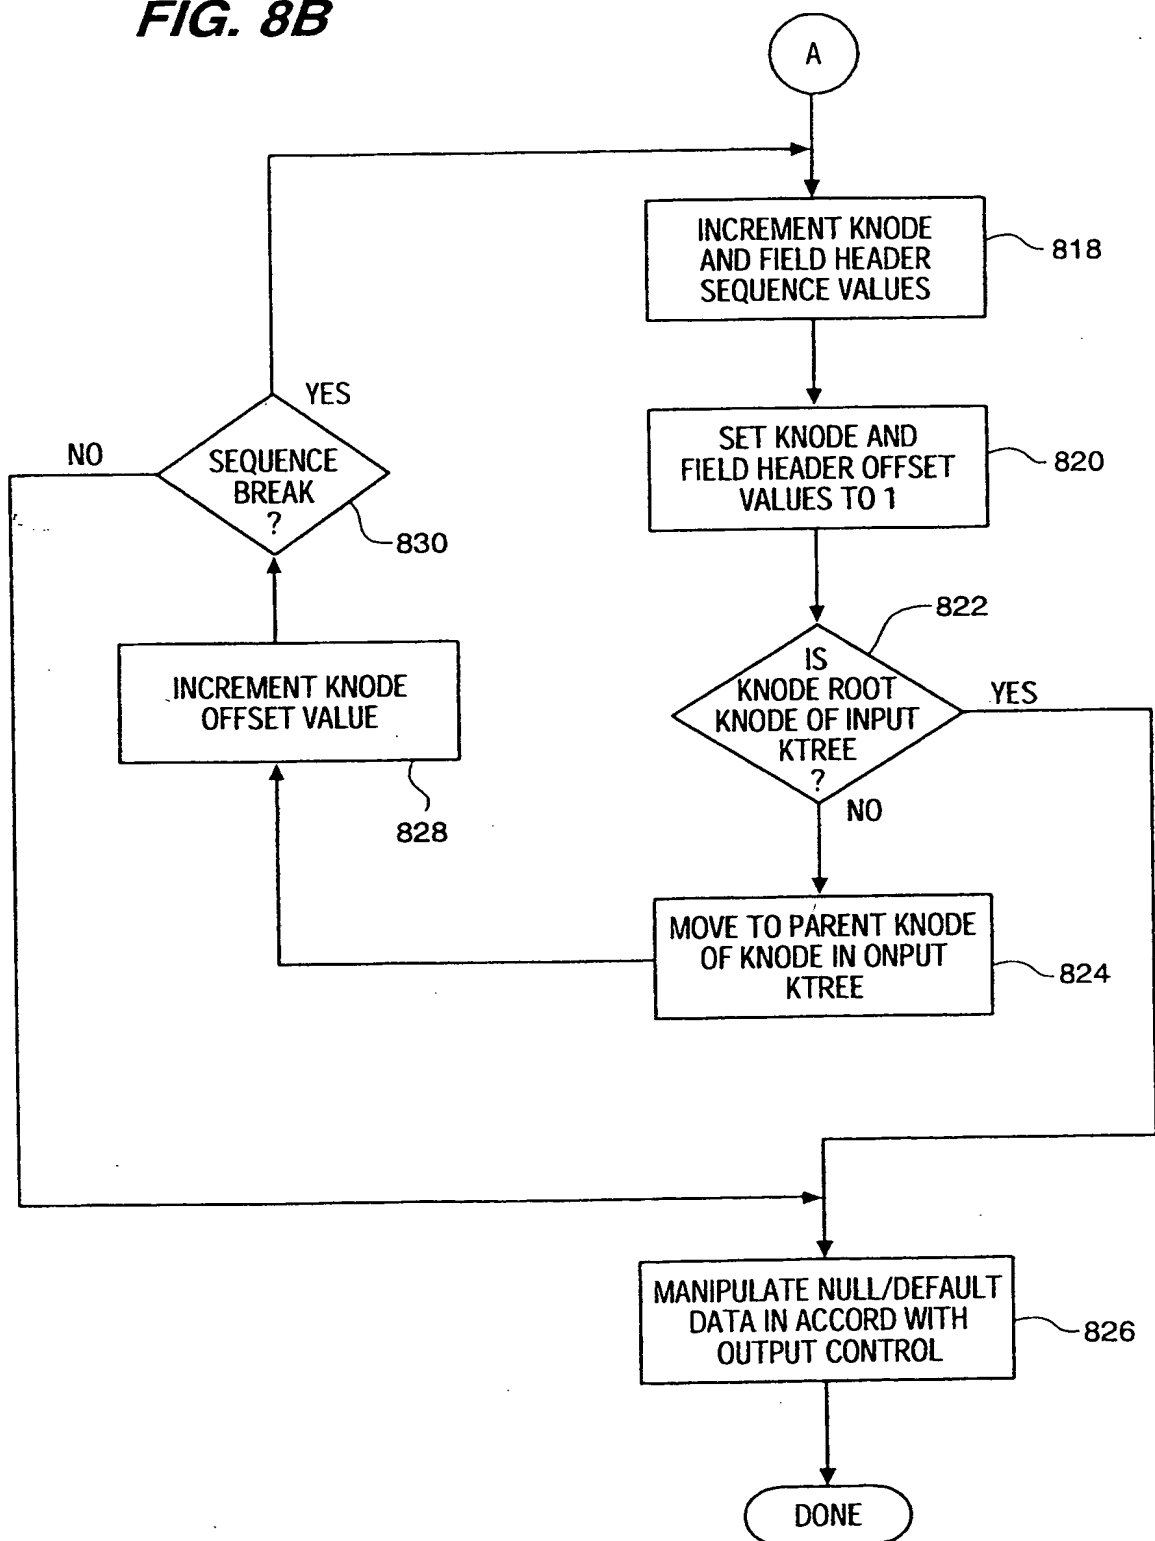 FIG. 8B
A
INCREMENT KNODE
AND FIELD HEADER
SEQUENCE VALUES
818
SET KNODE AND
FIELD HEADER OFFSET
VALUES TO 1
820
YES
NO
SEQUENCE
BREAK
?
830
822
IS
KNODE ROOT
KNODE OF INPUT
KTREE
?
YES
NO
INCREMENT KNODE
OFFSET VALUE
828
MOVE TO PARENT KNODE
OF KNODE IN ONPUT
KTREE
824
MANIPULATE NULL/DEFAULT
DATA IN ACCORD WITH
OUTPUT CONTROL
826
DONE